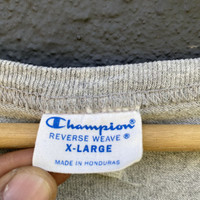 Champion®
REVERSE WEAVE®
X-LARGE
MADE IN HONDURAS